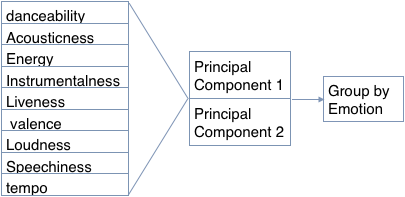 danceability
Acousticness
Energy
Instrumentalness
Liveness
valence
Loudness
Speechiness
tempo
Principal
Component 1
Principal
Component 2
Group by
Emotion